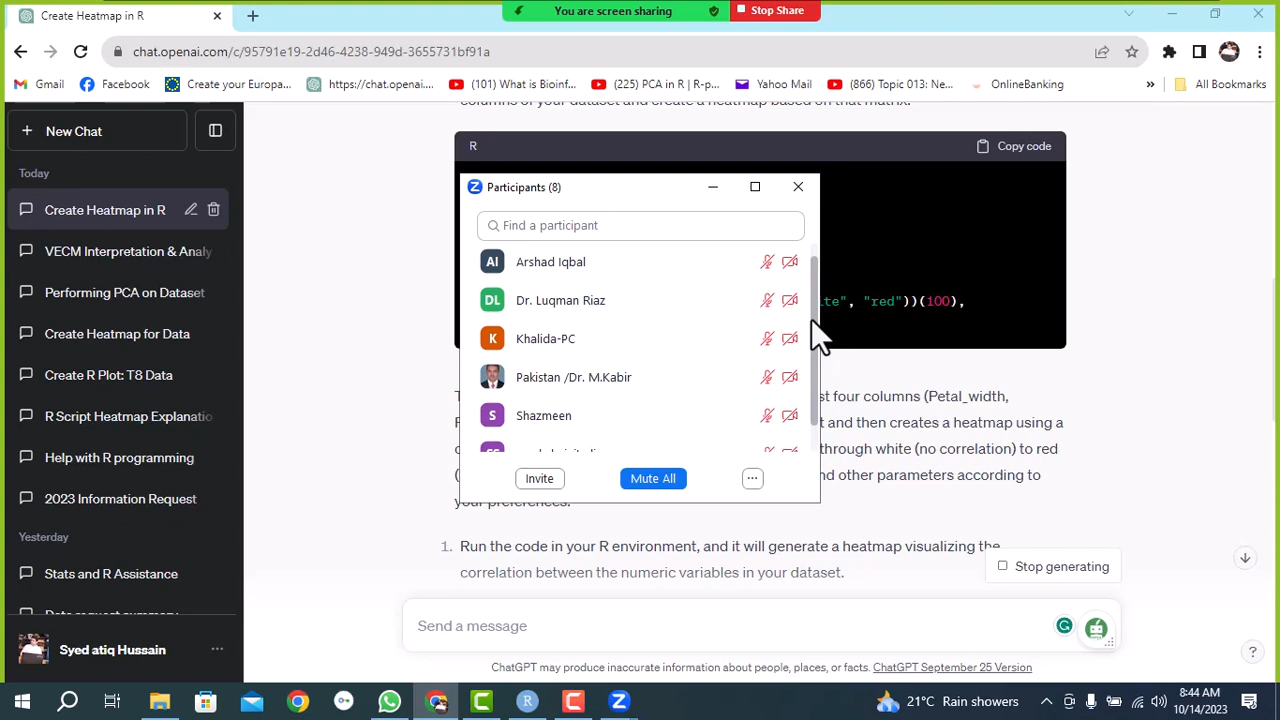 Create Heatmap in R
You are screen sharing
Stop Share
chat.openai.com/c/95791e19-2d46-4238-949d-3655731bf91a
Gmail
Facebook
Create your Europa...
https://chat.openai....
(101) What is Bioinf...
(225) PCA in R | R-p...
Yahoo Mail
(866) Topic 013: Ne...
OnlineBanking
»
All Bookmarks
New Chat
Today
Create Heatmap in R
VECM Interpretation & Analy
Performing PCA on Dataset
Create Heatmap for Data
Create R Plot: T8 Data
R Script Heatmap Explanatio
Help with R programming
2023 Information Request
Yesterday
Stats and R Assistance
Data request summary
Syed atiq Hussain
columns of your dataset and create a heatmap based on that matrix.
R
Copy code
Participants (8)
Find a participant
AI Arshad Iqbal
DL Dr. Luqman Riaz
K Khalida-PC
Pakistan /Dr. M.Kabir
S Shazmeen
Invite
Mute All
ite", "red"))(100),
st four columns (Petal_width,
t and then creates a heatmap using a
through white (no correlation) to red
nd other parameters according to
your preferences.
1. Run the code in your R environment, and it will generate a heatmap visualizing the
correlation between the numeric variables in your dataset.
Stop generating
Send a message
ChatGPT may produce inaccurate information about people, places, or facts. ChatGPT September 25 Version
?
21°C Rain showers
8:44 AM
10/14/2023